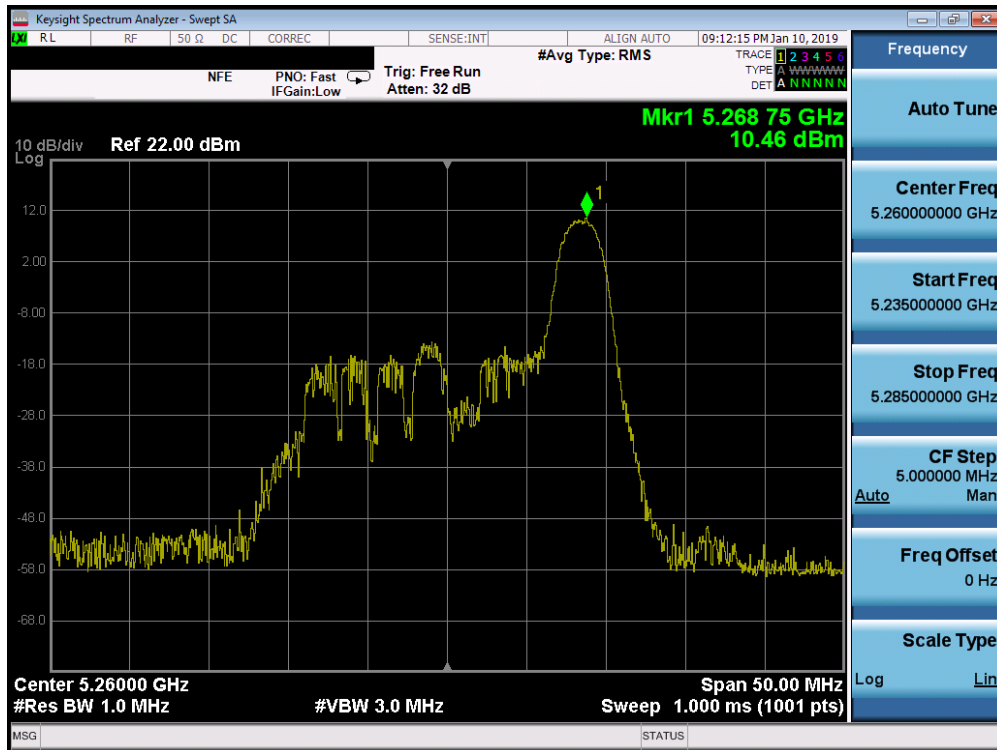 Keysight Spectrum Analyzer - Swept SA
LXI RL RF 50 Ω DC CORREC SENSE:INT ALIGN AUTO 09:12:15 PM Jan 10, 2019
#Avg Type: RMS TRACE 1 2 3 4 5 6
NFE PNO: Fast Trig: Free Run TYPE A WWWWW
IFGain:Low Atten: 32 dB DET A N N N N N
Mkr1 5.268 75 GHz
10.46 dBm
10 dB/div Ref 22.00 dBm
Log
1
12.0
2.00
-8.00
-18.0
-28.0
-38.0
-48.0
-58.0
-68.0
Center 5.26000 GHz Span 50.00 MHz
#Res BW 1.0 MHz #VBW 3.0 MHz Sweep 1.000 ms (1001 pts)
MSG STATUS
Frequency
Auto Tune
Center Freq
5.260000000 GHz
Start Freq
5.235000000 GHz
Stop Freq
5.285000000 GHz
CF Step
5.000000 MHz
Auto Man
Freq Offset
0 Hz
Scale Type
Log Lin